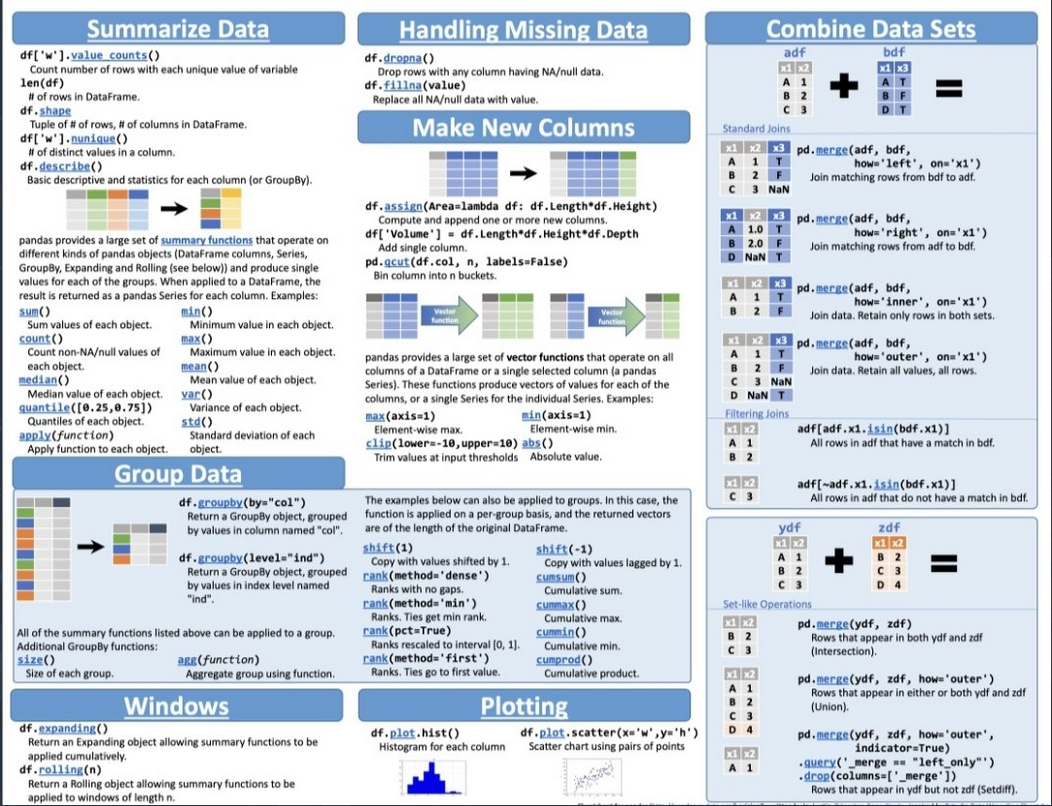 Summarize Data
df['w'].value_counts()
Count number of rows with each unique value of variable
len(df)
# of rows in DataFrame.
df.shape
Tuple of # of rows, # of columns in DataFrame.
df['w'].nunique()
# of distinct values in a column.
df.describe()
Basic descriptive and statistics for each column (or GroupBy).
pandas provides a large set of summary functions that operate on
different kinds of pandas objects (DataFrame columns, Series,
GroupBy, Expanding and Rolling (see below)) and produce single
values for each of the groups. When applied to a DataFrame, the
result is returned as a pandas Series for each column. Examples:
sum()
Sum values of each object.
count()
Count non-NA/null values of
each object.
median()
Median value of each object.
quantile([0.25,0.75])
Quantiles of each object.
apply(function)
Apply function to each object.
min()
Minimum value in each object.
max()
Maximum value in each object.
mean()
Mean value of each object.
var()
Variance of each object.
std()
Standard deviation of each
object.
Group Data
df.groupby(by="col")
Return a GroupBy object, grouped
by values in column named "col".
df.groupby(level="ind")
Return a GroupBy object, grouped
by values in index level named
"ind".
All of the summary functions listed above can be applied to a group.
Additional GroupBy functions:
size()
Size of each group.
agg(function)
Aggregate group using function.
Windows
df.expanding()
Return an Expanding object allowing summary functions to be
applied cumulatively.
df.rolling(n)
Return a Rolling object allowing summary functions to be
applied to windows of length n.
Handling Missing Data
df.dropna()
Drop rows with any column having NA/null data.
df.fillna(value)
Replace all NA/null data with value.
Make New Columns
df.assign(Area=lambda df: df.Length*df.Height)
Compute and append one or more new columns.
df['Volume'] = df.Length*df.Height*df.Depth
Add single column.
pd.qcut(df.col, n, labels=False)
Bin column into n buckets.
Vector
function
Vector
function
pandas provides a large set of vector functions that operate on all
columns of a DataFrame or a single selected column (a pandas
Series). These functions produce vectors of values for each of the
columns, or a single Series for the individual Series. Examples:
max(axis=1)
Element-wise max.
clip(lower=-10,upper=10)
Trim values at input thresholds
min(axis=1)
Element-wise min.
abs()
Absolute value.
The examples below can also be applied to groups. In this case, the
function is applied on a per-group basis, and the returned vectors
are of the length of the original DataFrame.
shift(1)
Copy with values shifted by 1.
rank(method='dense')
Ranks with no gaps.
rank(method='min')
Ranks. Ties get min rank.
rank(pct=True)
Ranks rescaled to interval [0, 1].
rank(method='first')
Ranks. Ties go to first value.
shift(-1)
Copy with values lagged by 1.
cumsum()
Cumulative sum.
cummax()
Cumulative max.
cummin()
Cumulative min.
cumprod()
Cumulative product.
Plotting
df.plot.hist()
Histogram for each column
df.plot.scatter(x='w',y='h')
Scatter chart using pairs of points
Combine Data Sets
adf
x1 x2
A 1
B 2
C 3
bdf
x1 x3
A T
B F
D T
Standard Joins
x1 x2 x3
A 1 T
B 2 F
C 3 NaN
pd.merge(adf, bdf,
how='left', on='x1')
Join matching rows from bdf to adf.
x1 x2 x3
A 1.0 T
B 2.0 F
D NaN T
pd.merge(adf, bdf,
how='right', on='x1')
Join matching rows from adf to bdf.
x1 x2 x3
A 1 T
B 2 F
pd.merge(adf, bdf,
how='inner', on='x1')
Join data. Retain only rows in both sets.
x1 x2 x3
A 1 T
B 2 F
C 3 NaN
D NaN T
pd.merge(adf, bdf,
how='outer', on='x1')
Join data. Retain all values, all rows.
Filtering Joins
x1 x2
A 1
B 2
adf[adf.x1.isin(bdf.x1)]
All rows in adf that have a match in bdf.
x1 x2
C 3
adf[~adf.x1.isin(bdf.x1)]
All rows in adf that do not have a match in bdf.
ydf
x1 x2
A 1
B 2
C 3
zdf
x1 x2
B 2
C 3
D 4
Set-like Operations
x1 x2
B 2
C 3
pd.merge(ydf, zdf)
Rows that appear in both ydf and zdf
(Intersection).
x1 x2
A 1
B 2
C 3
D 4
pd.merge(ydf, zdf, how='outer')
Rows that appear in either or both ydf and zdf
(Union).
x1 x2
A 1
pd.merge(ydf, zdf, how='outer',
indicator=True)
.query('_merge == "left_only"')
.drop(columns=['_merge'])
Rows that appear in ydf but not zdf (Setdiff).